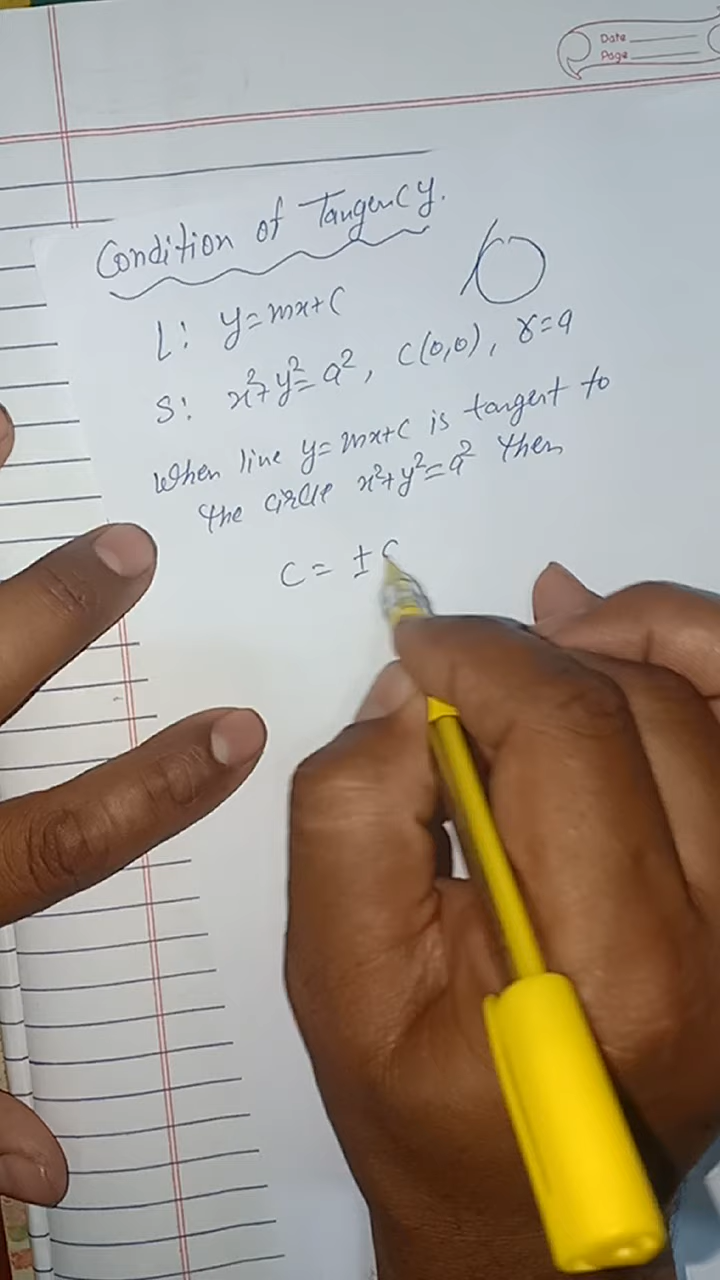 Date
Page
Condition of Tangency.
L: y=mx+c
S: x²+y²=a², C(0,0), r=a
When line y=mx+c is tangent to
the circle x²+y²=a² then
c = ±